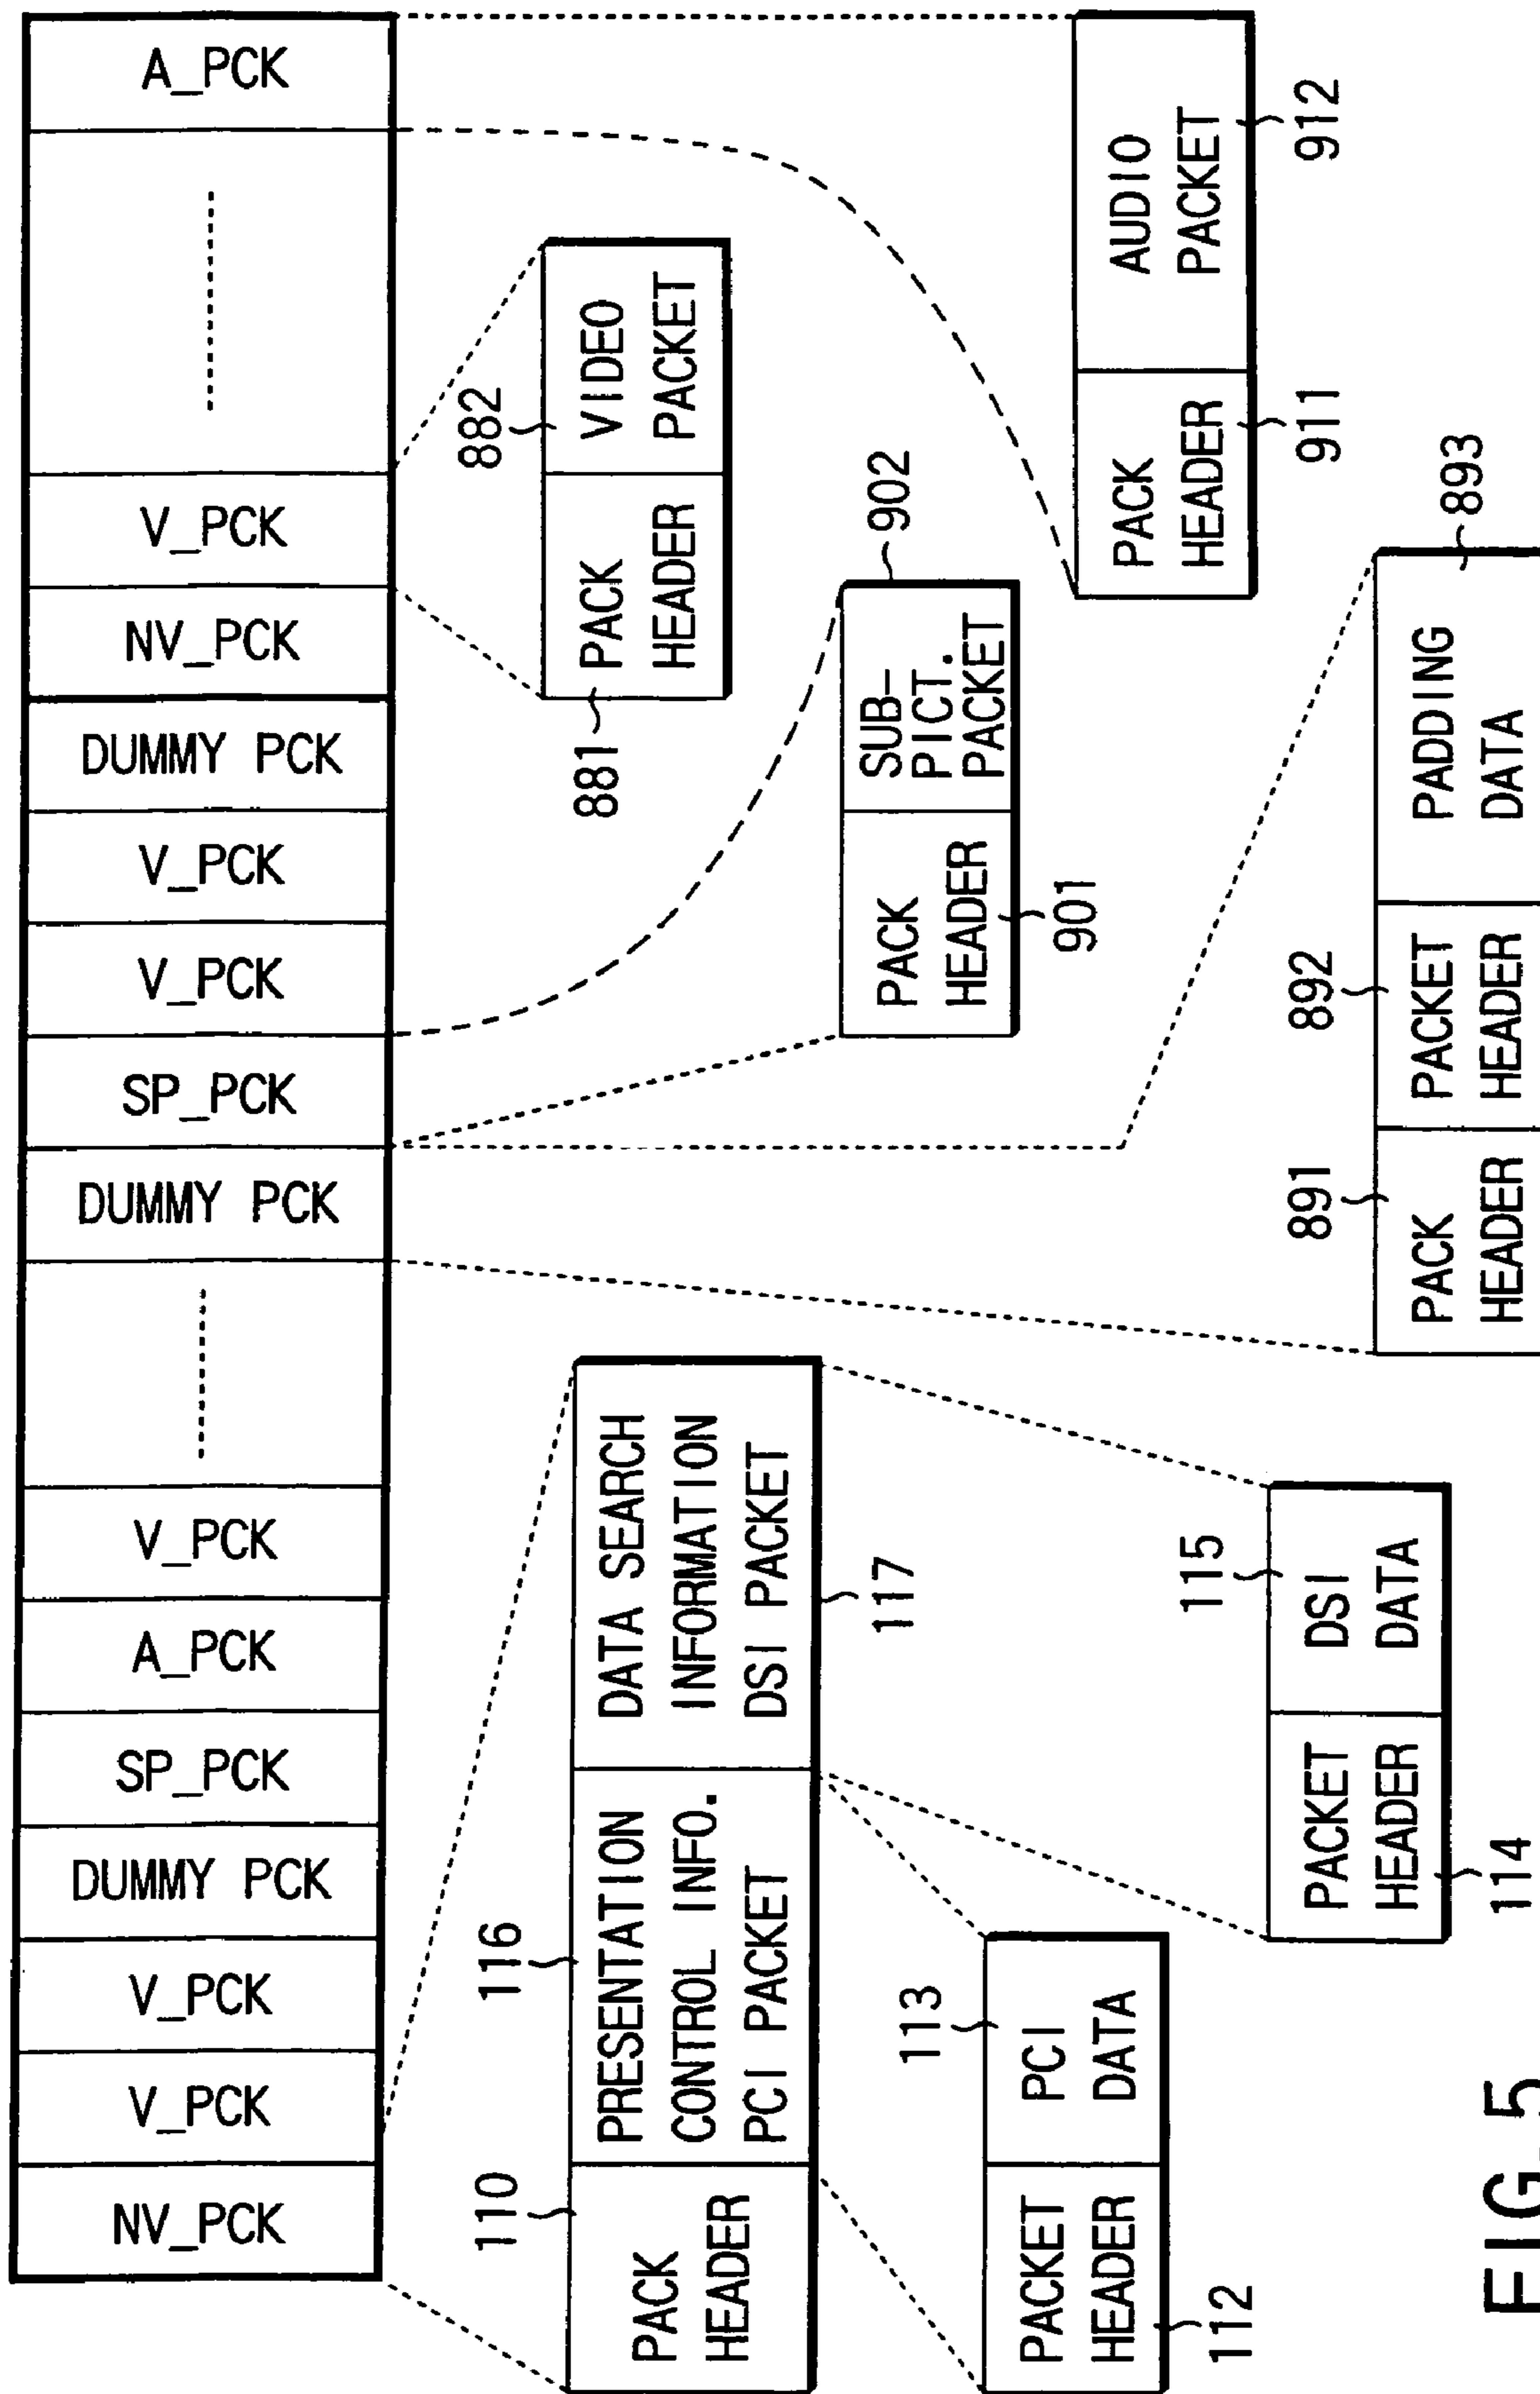 NV_PCK
V_PCK
V_PCK
DUMMY PCK
SP_PCK
A_PCK
V_PCK
DUMMY PCK
SP_PCK
V_PCK
V_PCK
DUMMY PCK
NV_PCK
V_PCK
A_PCK
110
PACK
HEADER
116
PRESENTATION
CONTROL INFO.
PCI PACKET
DATA SEARCH
INFORMATION
DSI PACKET
117
881
PACK
HEADER
882
VIDEO
PACKET
PACK
HEADER
901
SUB-
PICT.
PACKET
902
PACKET
HEADER
112
113
PCI
DATA
PACKET
HEADER
114
115
DSI
DATA
891
PACK
HEADER
892
PACKET
HEADER
PADDING
DATA
893
PACK
HEADER
911
AUDIO
PACKET
912
FIG.5